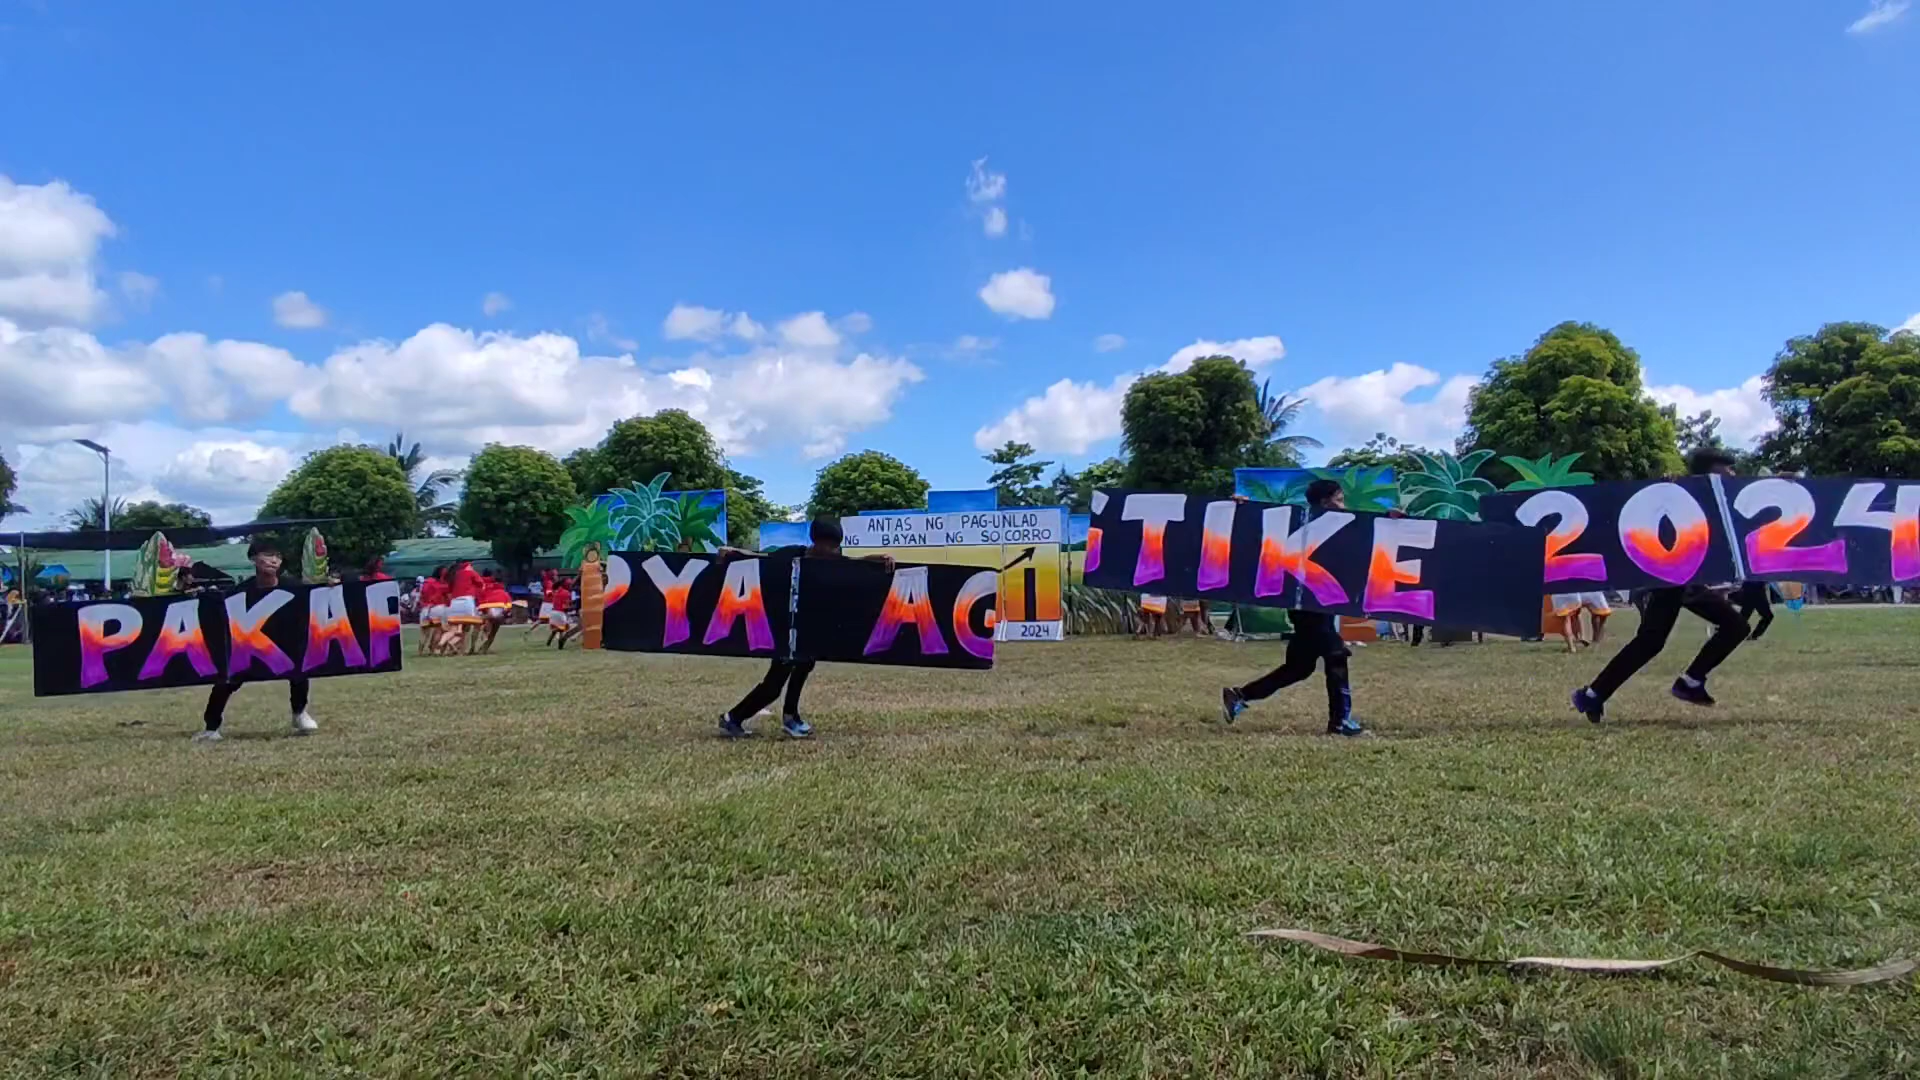 PAKAP
PYA AG
TIKE 2024
ANTAS NG PAG-UNLAD
NG BAYAN NG SOCORRO
2024